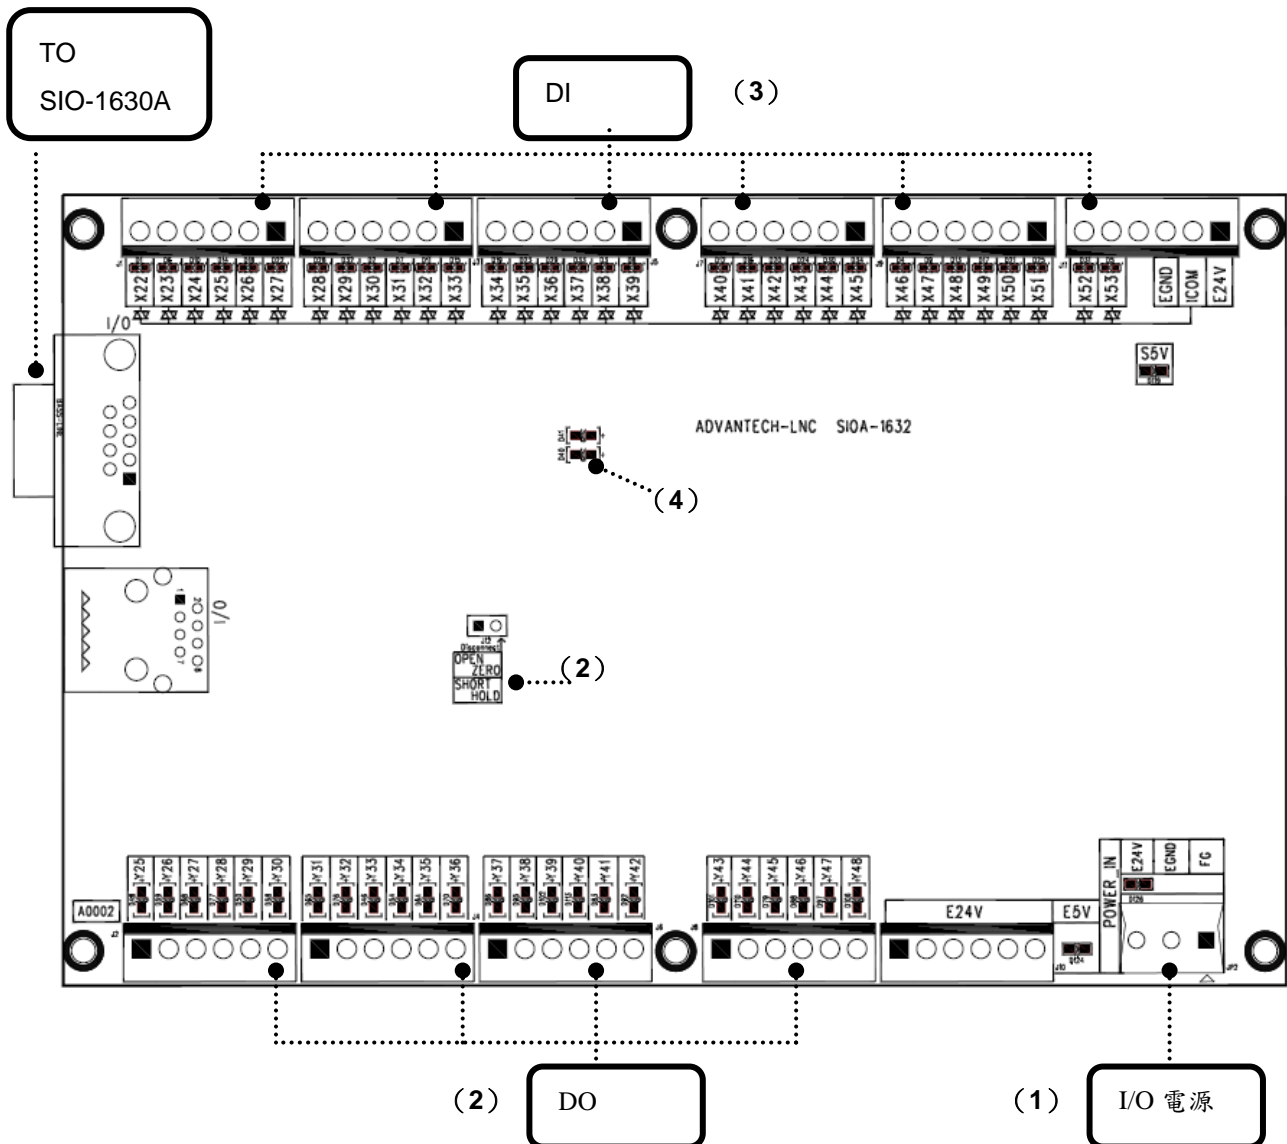 TO
SIO-1630A
DI
（3）
X22 X23 X24 X25 X26 X27
X28 X29 X30 X31 X32 X33
X34 X35 X36 X37 X38 X39
X40 X41 X42 X43 X44 X45
X46 X47 X48 X49 X50 X51
X52 X53 EGND ICOM E24V
I/O
S5V
ADVANTECH-LNC SIOA-1632
（4）
I/O
J12
Disconnect
OPEN
ZERO
SHORT
HOLD
（2）
Y25 Y26 Y27 Y28 Y29 Y30
Y31 Y32 Y33 Y34 Y35 Y36
Y37 Y38 Y39 Y40 Y41 Y42
Y43 Y44 Y45 Y46 Y47 Y48
A0002
E24V
E5V
POWER_IN
E24V EGND FG
（2）
DO
（1）
I/O 電源